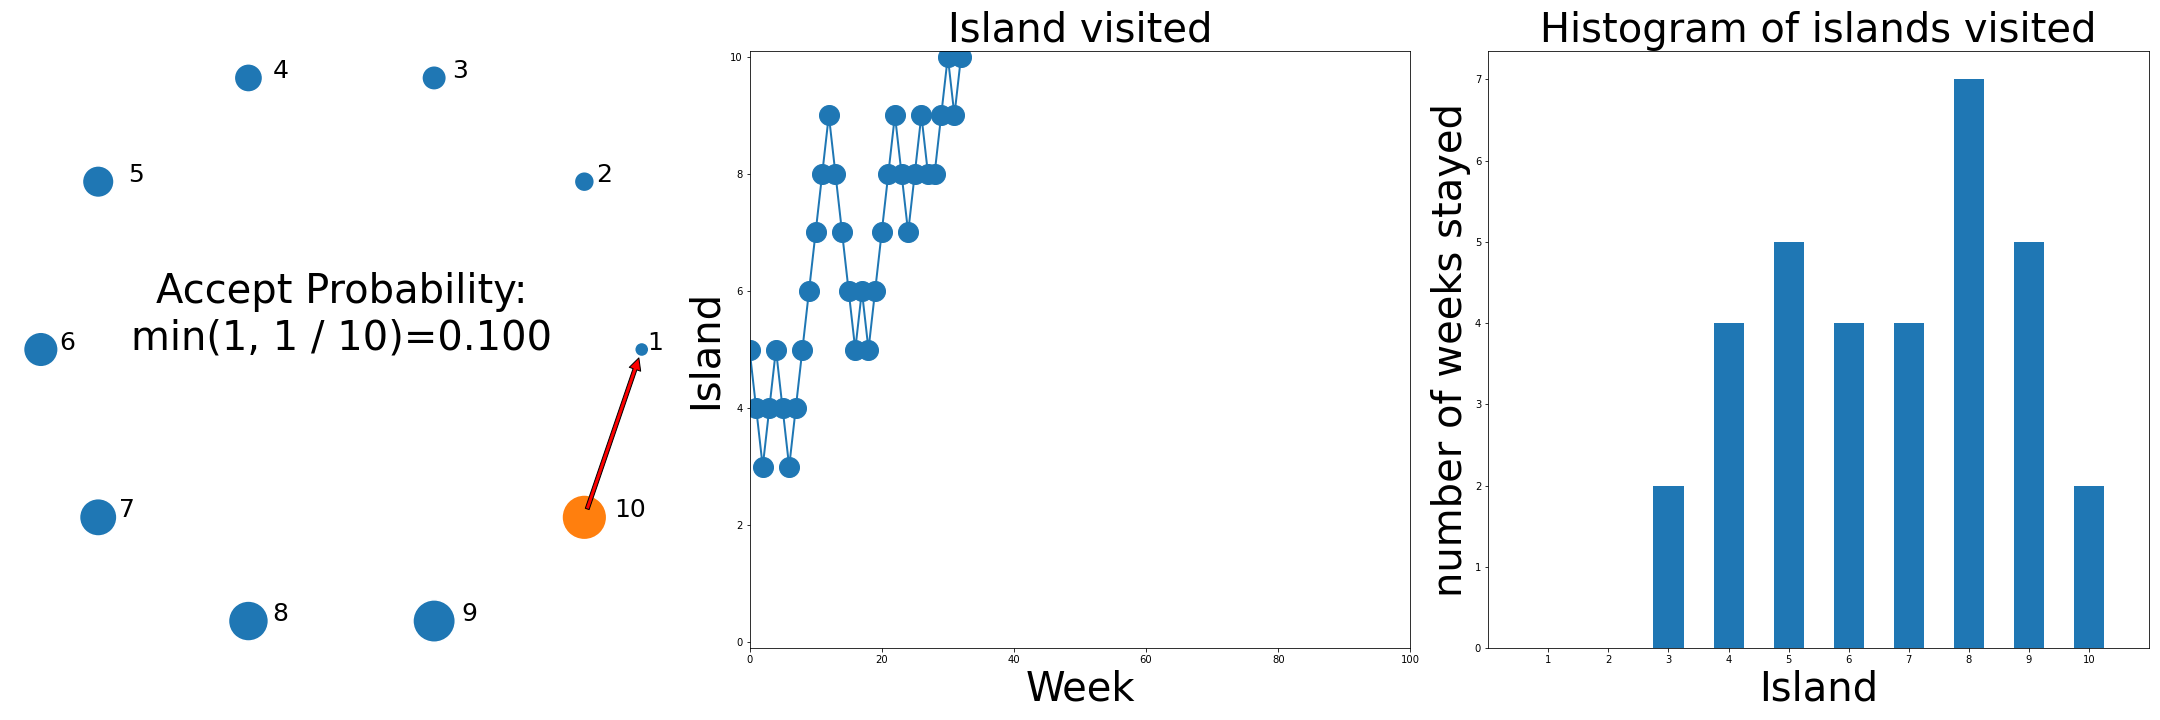 4
3
5
2
Accept Probability:
min(1, 1 / 10)=0.100
6
1
7
10
8
9
Island visited
Island
10
8
6
4
2
0
0 20 40 60 80 100
Week
Histogram of islands visited
number of weeks stayed
7
6
5
4
3
2
1
0
1 2 3 4 5 6 7 8 9 10
Island